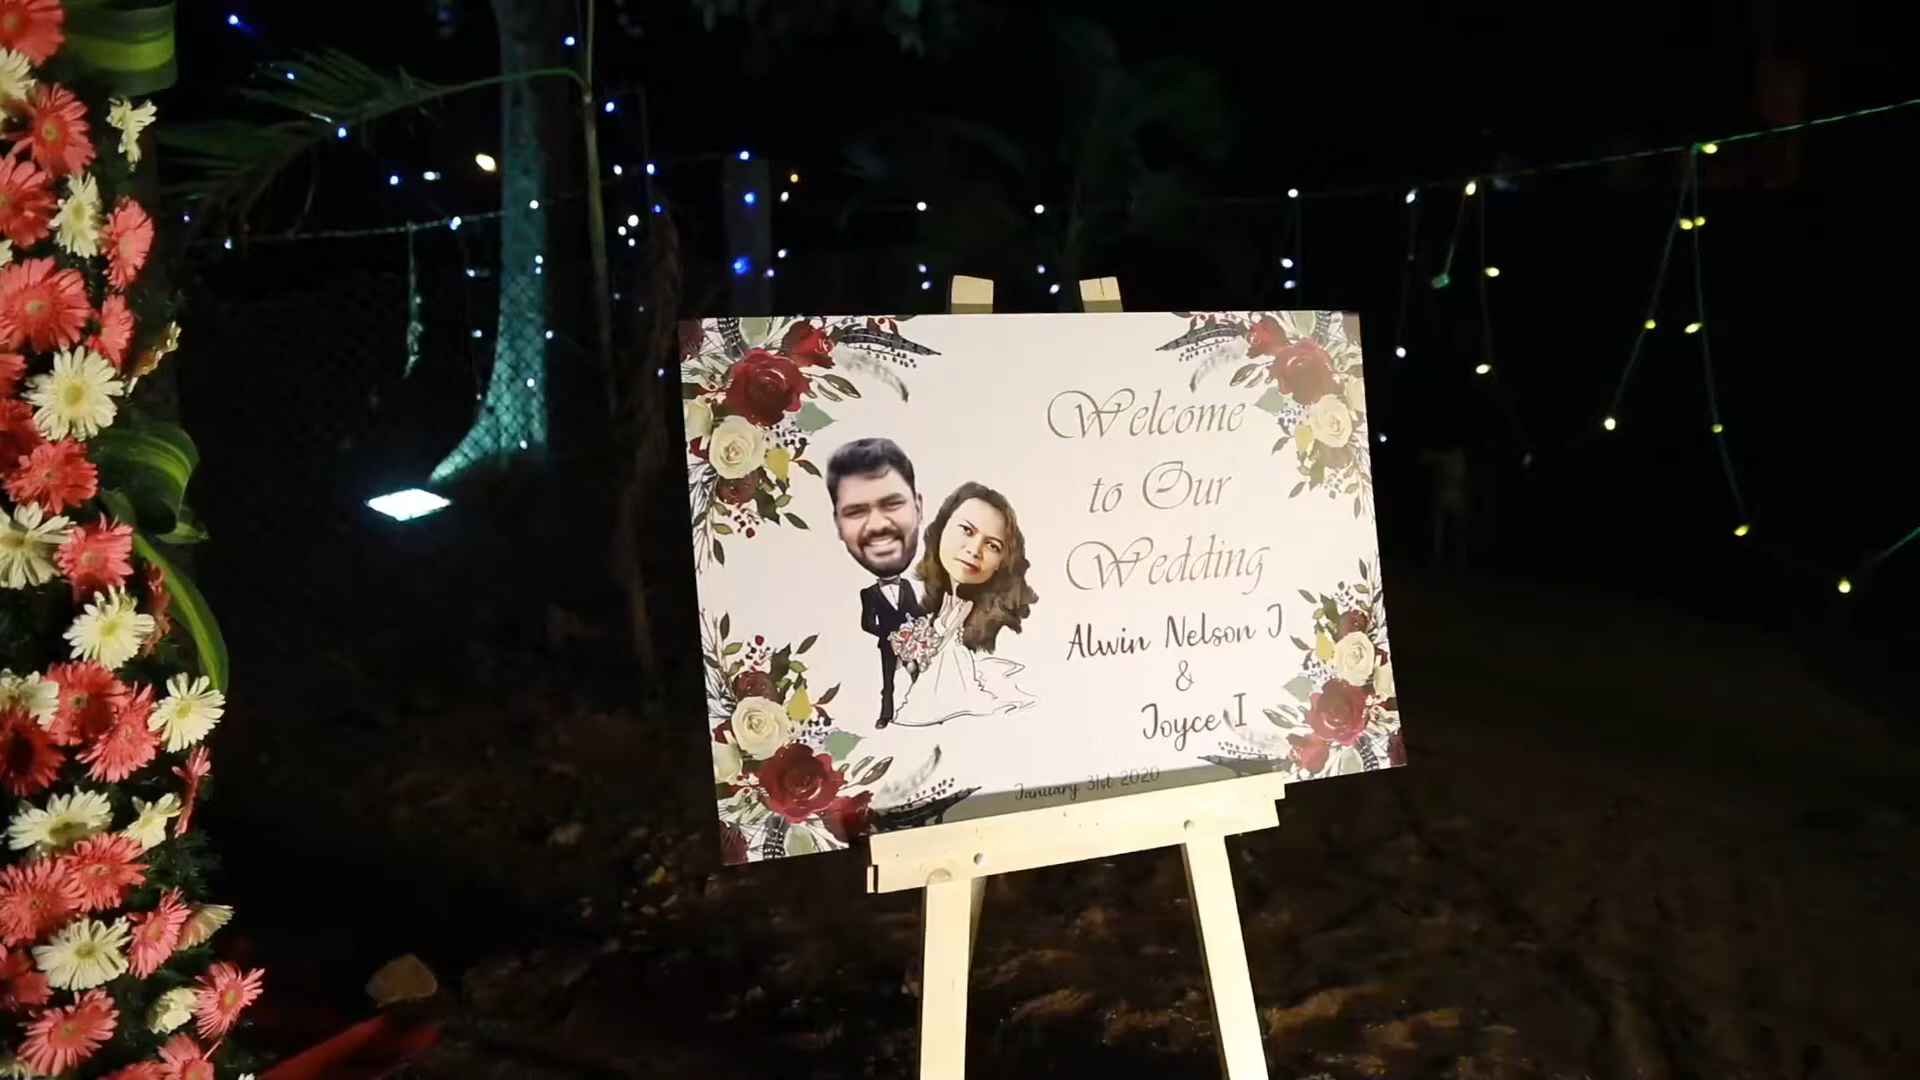 Welcome
to Our
Wedding
Alwin Nelson J
&
Joyce I
January 31st 2020